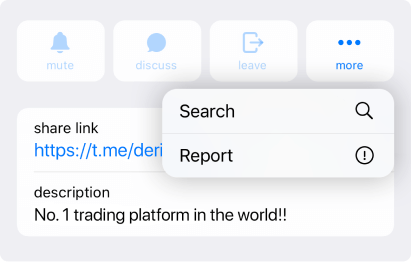 mute discuss leave more
Search
share link
https://t.me/deri
Report
description
No. 1 trading platform in the world!!